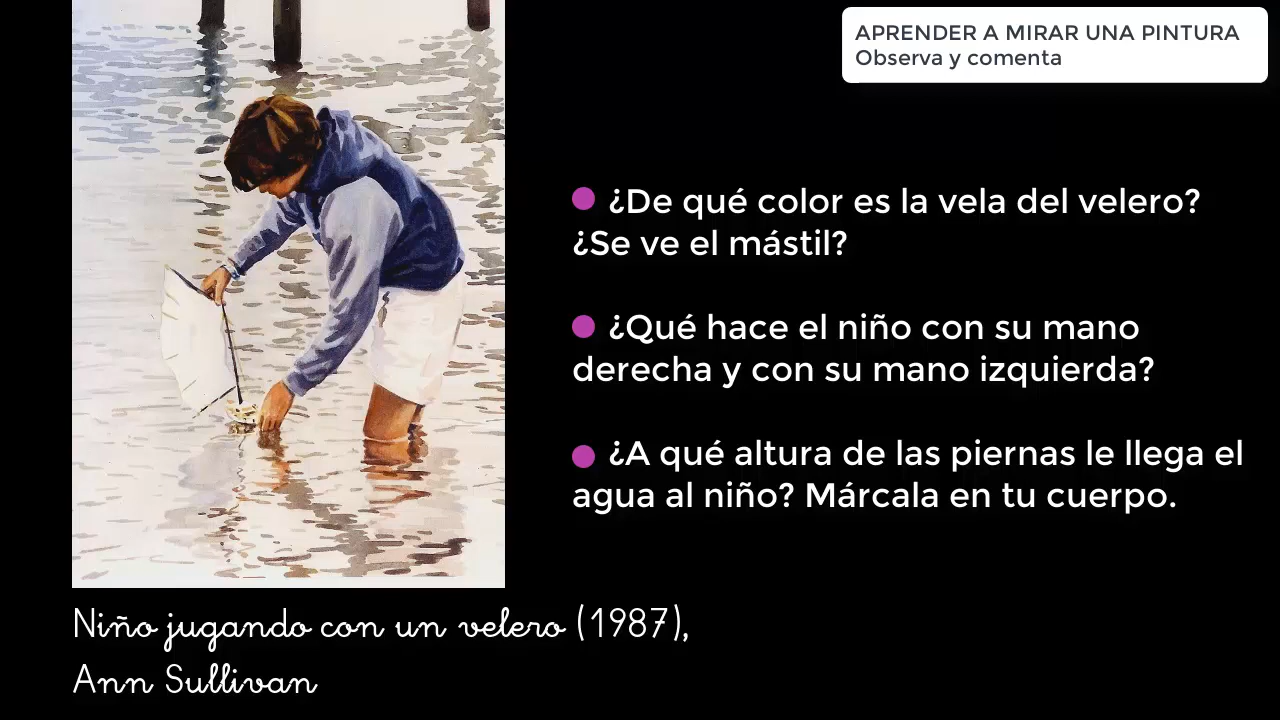 APRENDER A MIRAR UNA PINTURA
Observa y comenta
¿De qué color es la vela del velero?
¿Se ve el mástil?
¿Qué hace el niño con su mano
derecha y con su mano izquierda?
¿A qué altura de las piernas le llega el
agua al niño? Márcala en tu cuerpo.
Niño jugando con un velero (1987),
Ann Sullivan